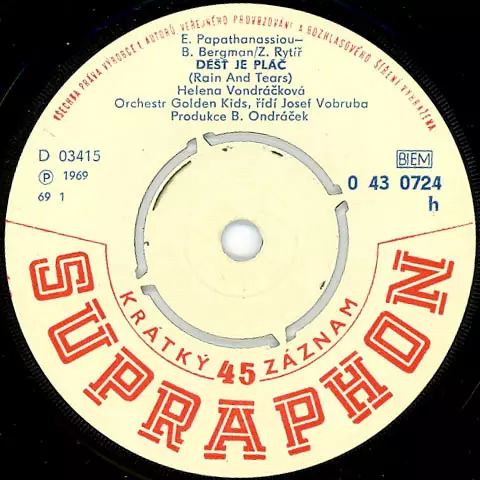 VŠECHNA PRÁVA VÝROBCE I AUTORŮ, VEŘEJNÉHO PROVOZOVÁNÍ A ROZHLASOVÉHO ŠÍŘENÍ VYHRAŽENA
E. Papathanassiou–
B. Bergman/Z. Rytíř
DÉŠŤ JE PLÁČ
(Rain And Tears)
Helena Vondráčková
Orchestr Golden Kids, řídí Josef Vobruba
Produkce B. Ondráček
D 03415
Ⓟ 1969
69 1
BIEM
0 43 0724
h
KRÁTKÝ 45 ZÁZNAM
SUPRAPHON